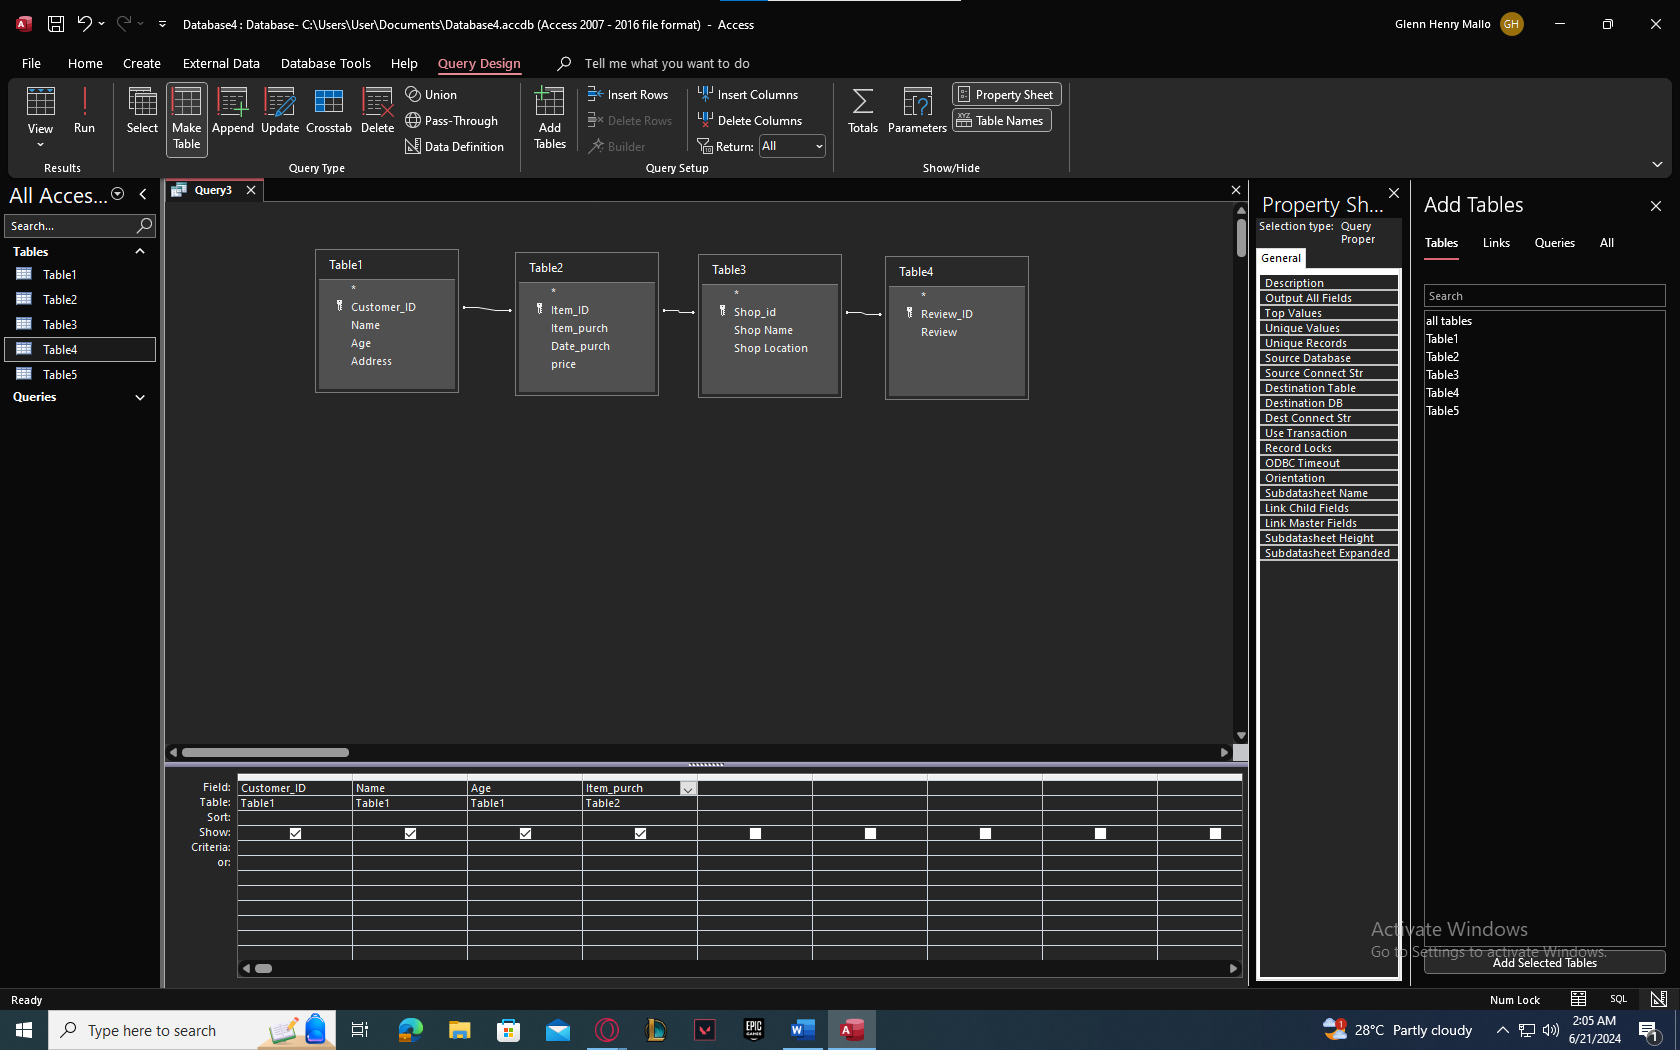 Database4 : Database- C:\Users\User\Documents\Database4.accdb (Access 2007 - 2016 file format)  -  Access
Glenn Henry Mallo
GH
File
Home
Create
External Data
Database Tools
Help
Query Design
Tell me what you want to do
View
Run
Results
Select
Make Table
Append
Update
Crosstab
Delete
Union
Pass-Through
Data Definition
Query Type
Add Tables
Insert Rows
Delete Rows
Builder
Insert Columns
Delete Columns
Return: All
Query Setup
Totals
Parameters
Property Sheet
XYZ
Table Names
Show/Hide
All Acces...
Search...
Tables
Table1
Table2
Table3
Table4
Table5
Queries
Query3
Table1
*
Customer_ID
Name
Age
Address
Table2
*
Item_ID
Item_purch
Date_purch
price
Table3
*
Shop_id
Shop Name
Shop Location
Table4
*
Review_ID
Review
Field: Customer_ID Name Age Item_purch
Table: Table1 Table1 Table1 Table2
Sort:
Show:
Criteria:
or:
Property Sh...
Selection type: Query Proper
General
Description
Output All Fields
Top Values
Unique Values
Unique Records
Source Database
Source Connect Str
Destination Table
Destination DB
Dest Connect Str
Use Transaction
Record Locks
ODBC Timeout
Orientation
Subdatasheet Name
Link Child Fields
Link Master Fields
Subdatasheet Height
Subdatasheet Expanded
Add Tables
Tables
Links
Queries
All
Search
all tables
Table1
Table2
Table3
Table4
Table5
Activate Windows
Go to Settings to activate Windows.
Add Selected Tables
Ready
Num Lock
SQL
Type here to search
EPIC GAMES
1
28°C Partly cloudy
2:05 AM
6/21/2024
1